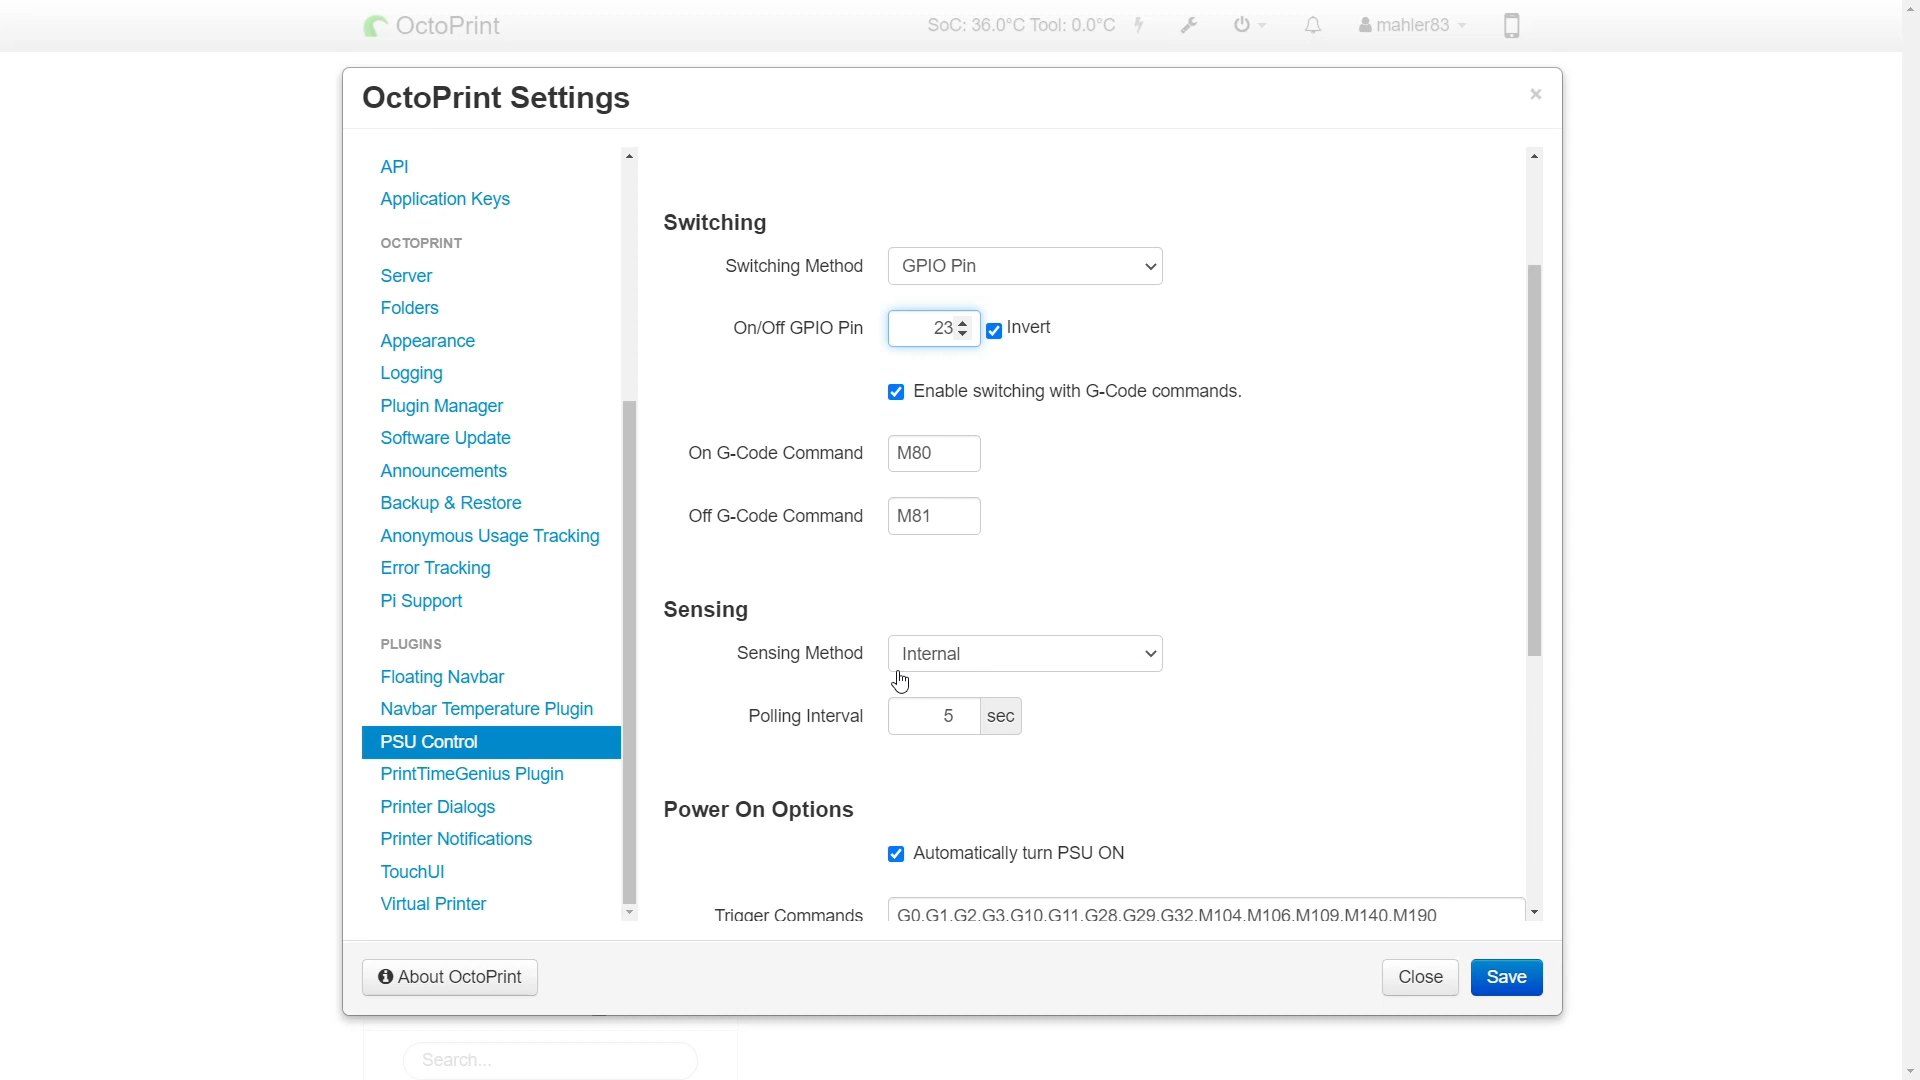 OctoPrint
SoC: 36.0°C Tool: 0.0°C
mahler83
OctoPrint Settings
×
API
Application Keys
OCTOPRINT
Server
Folders
Appearance
Logging
Plugin Manager
Software Update
Announcements
Backup & Restore
Anonymous Usage Tracking
Error Tracking
Pi Support
PLUGINS
Floating Navbar
Navbar Temperature Plugin
PSU Control
PrintTimeGenius Plugin
Printer Dialogs
Printer Notifications
TouchUI
Virtual Printer
Switching
Switching Method GPIO Pin
On/Off GPIO Pin 23 Invert
Enable switching with G-Code commands.
On G-Code Command M80
Off G-Code Command M81
Sensing
Sensing Method Internal
Polling Interval 5 sec
Power On Options
Automatically turn PSU ON
Trigger Commands G0,G1,G2,G3,G10,G11,G28,G29,G32,M104,M106,M109,M140,M190
About OctoPrint
Close
Save
Search...